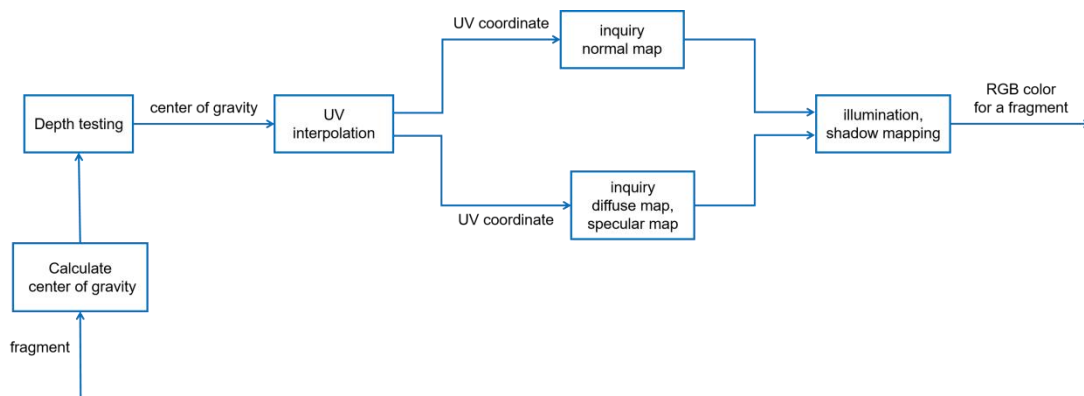 UV coordinate
inquiry
normal map
center of gravity
Depth testing
UV
interpolation
RGB color
for a fragment
illumination,
shadow mapping
inquiry
diffuse map,
specular map
UV coordinate
Calculate
center of gravity
fragment